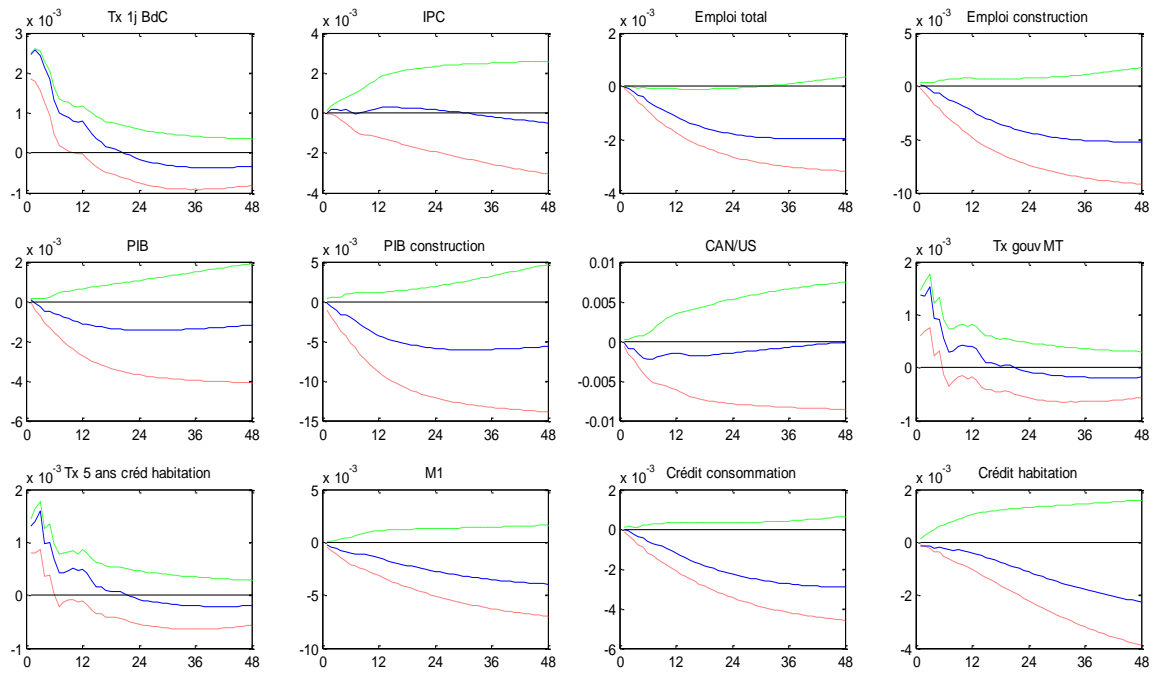 x 10⁻³ Tx 1j BdC
3
2
1
0
-1
0 12 24 36 48
x 10⁻³ IPC
4
2
0
-2
-4
0 12 24 36 48
x 10⁻³ Emploi total
2
0
-2
-4
0 12 24 36 48
x 10⁻³ Emploi construction
5
0
-5
-10
0 12 24 36 48
x 10⁻³ PIB
2
0
-2
-4
-6
0 12 24 36 48
x 10⁻³ PIB construction
5
0
-5
-10
-15
0 12 24 36 48
CAN/US
0.01
0.005
0
-0.005
-0.01
0 12 24 36 48
x 10⁻³ Tx gouv MT
2
1
0
-1
0 12 24 36 48
x 10⁻³ Tx 5 ans créd habitation
2
1
0
-1
0 12 24 36 48
x 10⁻³ M1
5
0
-5
-10
0 12 24 36 48
x 10⁻³ Crédit consommation
2
0
-2
-4
-6
0 12 24 36 48
x 10⁻³ Crédit habitation
2
0
-2
-4
0 12 24 36 48